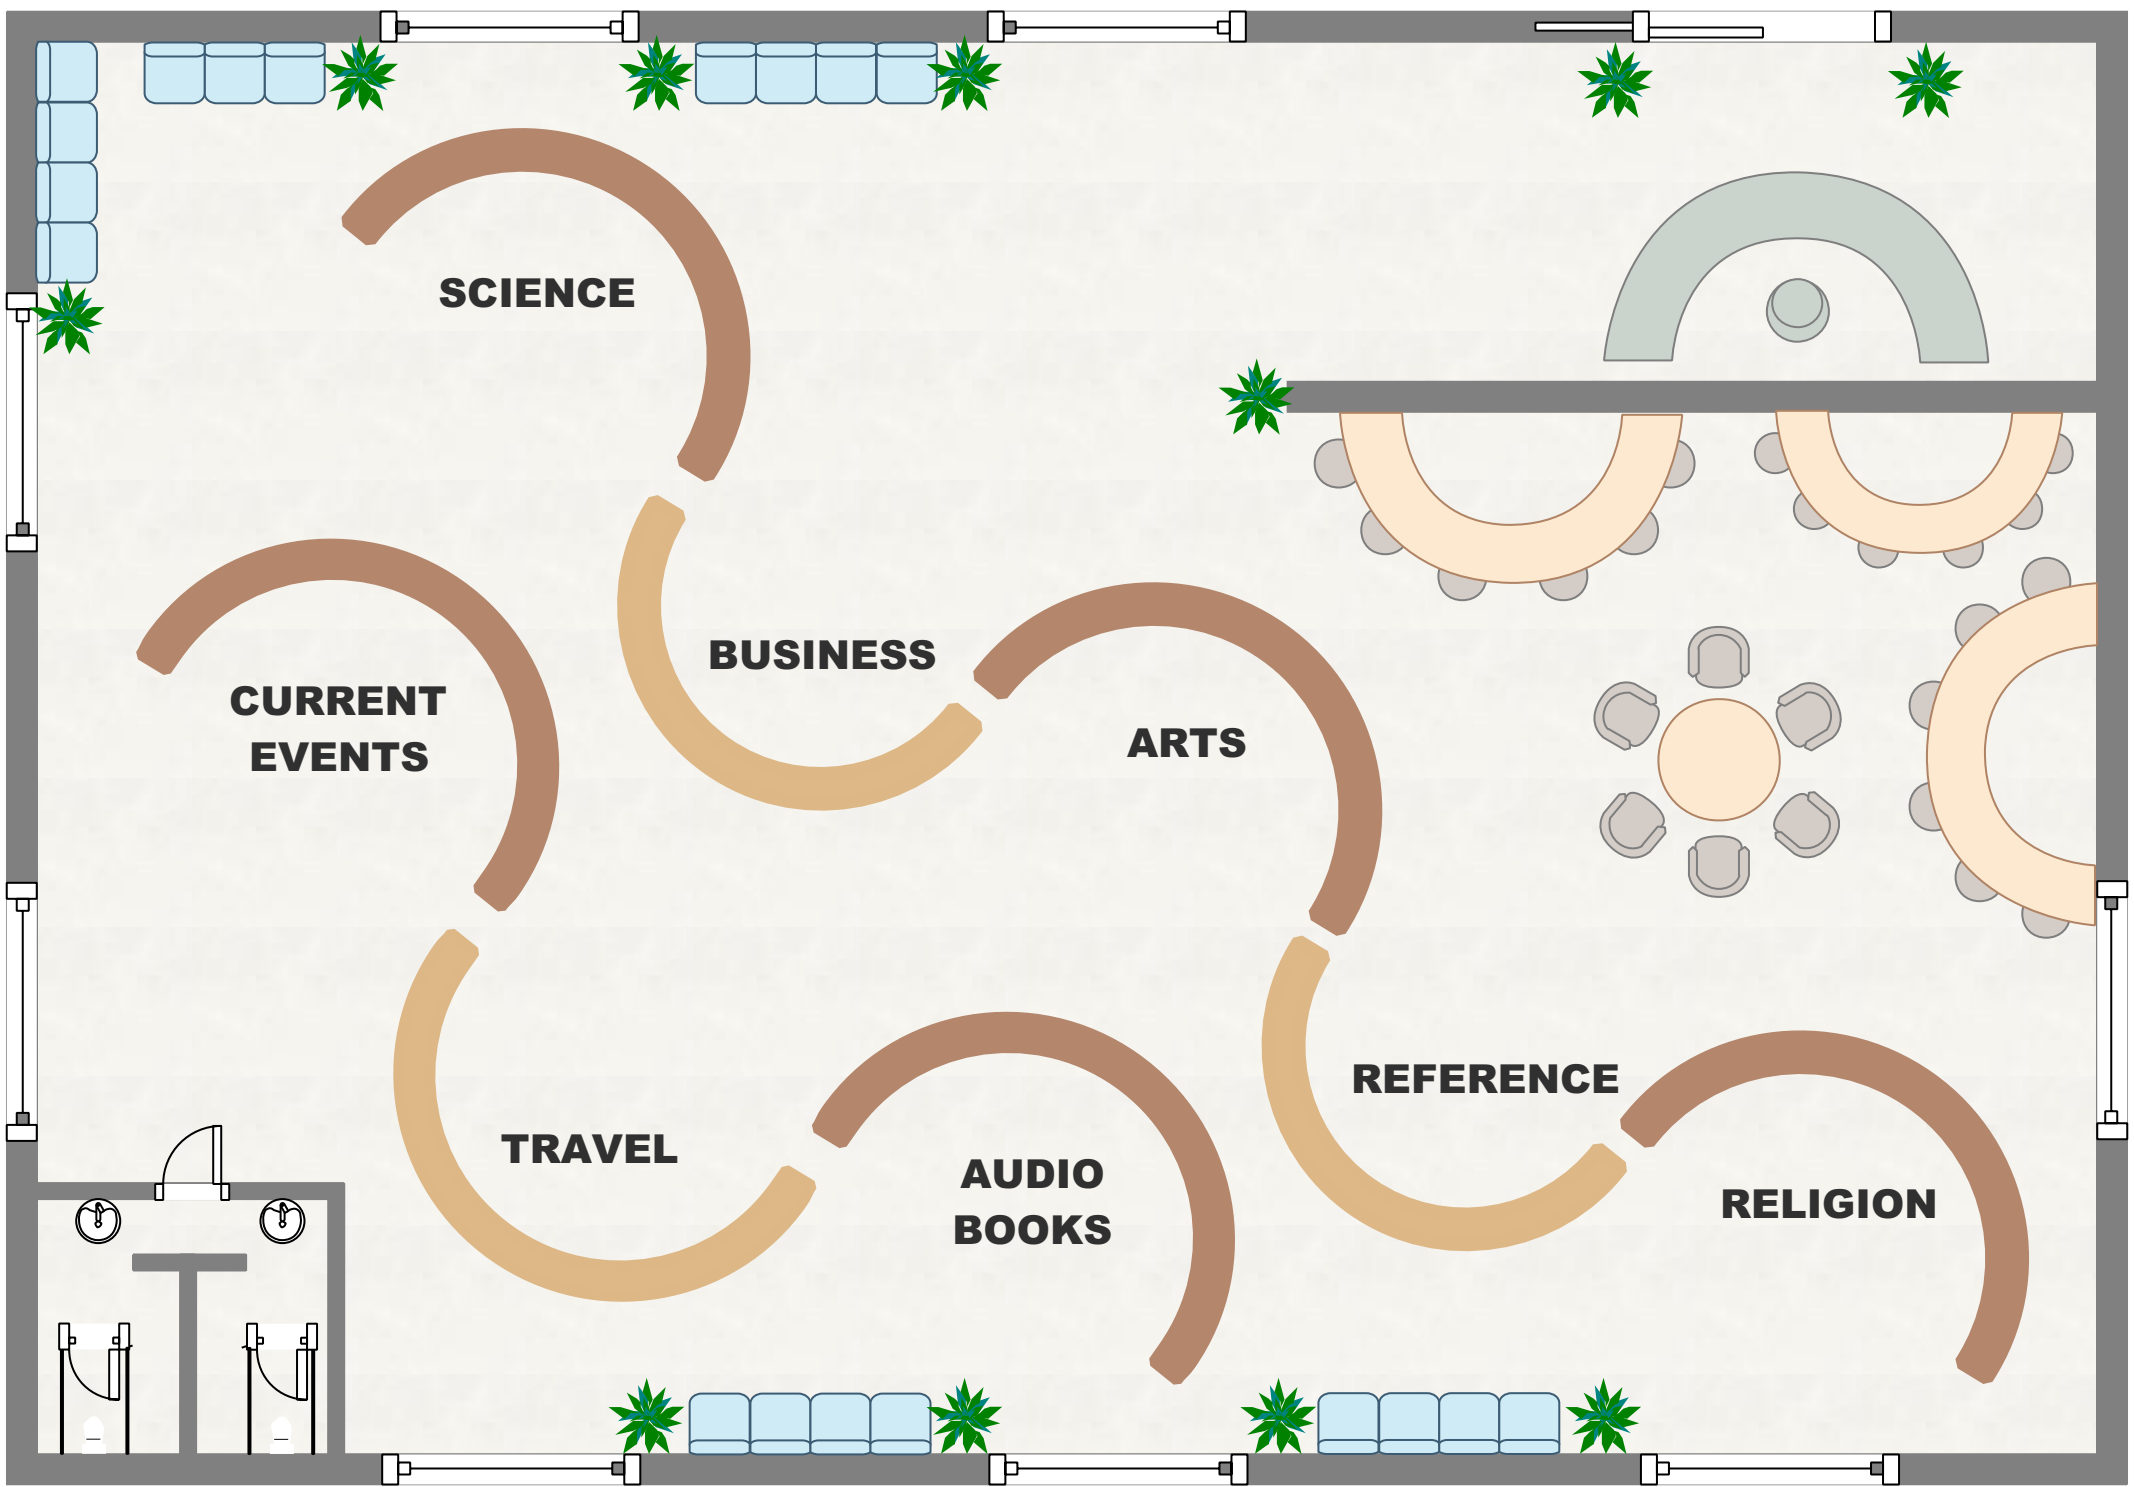 SCIENCE
BUSINESS
CURRENT
EVENTS
ARTS
REFERENCE
TRAVEL
AUDIO
BOOKS
RELIGION